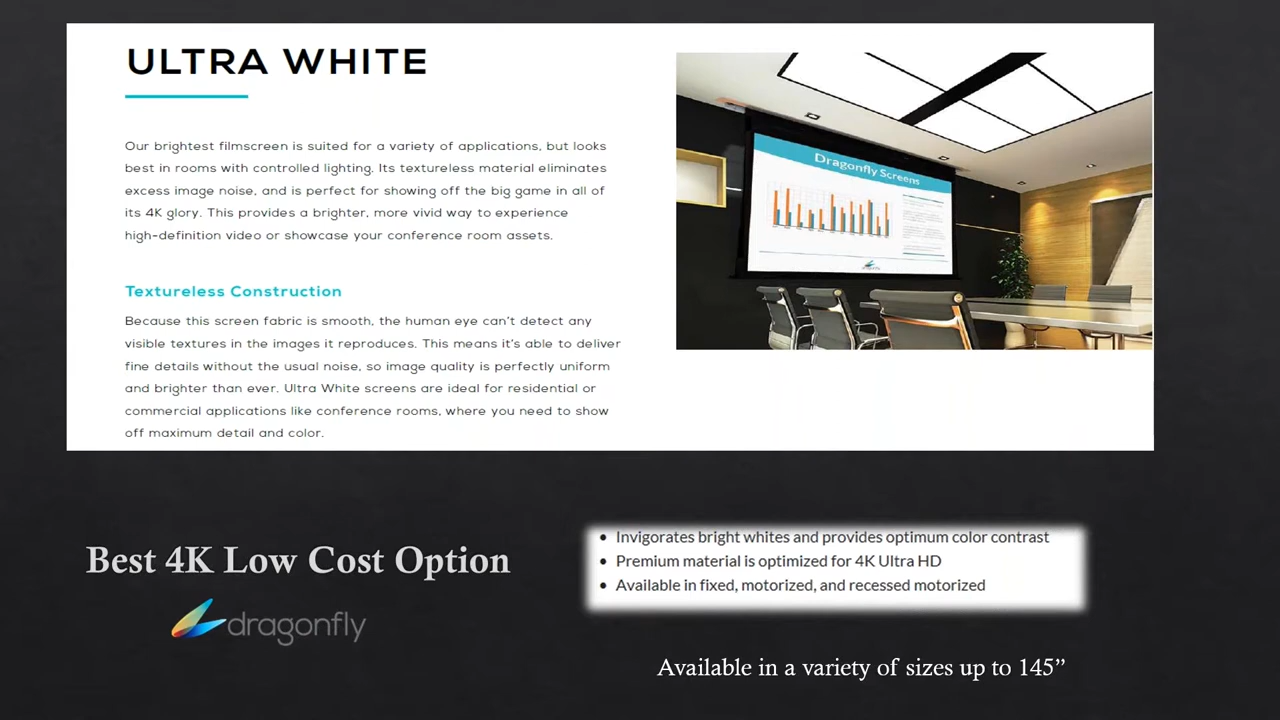 ULTRA WHITE
Our brightest filmscreen is suited for a variety of applications, but looks
best in rooms with controlled lighting. Its textureless material eliminates
excess image noise, and is perfect for showing off the big game in all of
its 4K glory. This provides a brighter, more vivid way to experience
high-definition video or showcase your conference room assets.
Textureless Construction
Because this screen fabric is smooth, the human eye can't detect any
visible textures in the images it reproduces. This means it's able to deliver
fine details without the usual noise, so image quality is perfectly uniform
and brighter than ever. Ultra White screens are ideal for residential or
commercial applications like conference rooms, where you need to show
off maximum detail and color.
Dragonfly Screens
dragonfly
Best 4K Low Cost Option
dragonfly
• Invigorates bright whites and provides optimum color contrast
• Premium material is optimized for 4K Ultra HD
• Available in fixed, motorized, and recessed motorized
Available in a variety of sizes up to 145”